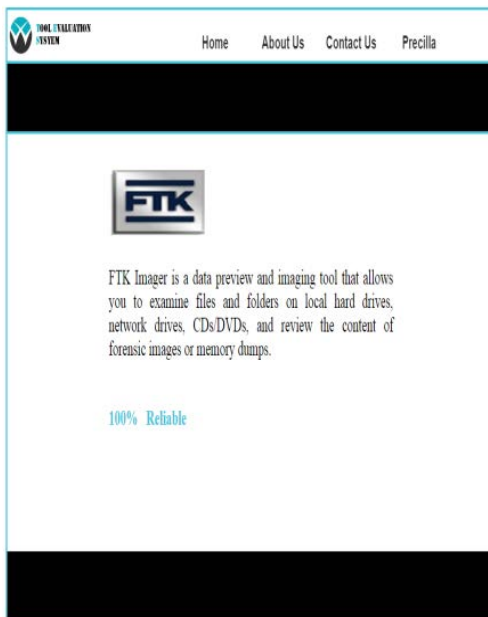 TOOL EVALUATION
SYSTEM
Home About Us Contact Us Precilla
FTK
FTK Imager is a data preview and imaging tool that allows
you to examine files and folders on local hard drives,
network drives, CDs/DVDs, and review the content of
forensic images or memory dumps.
100% Reliable